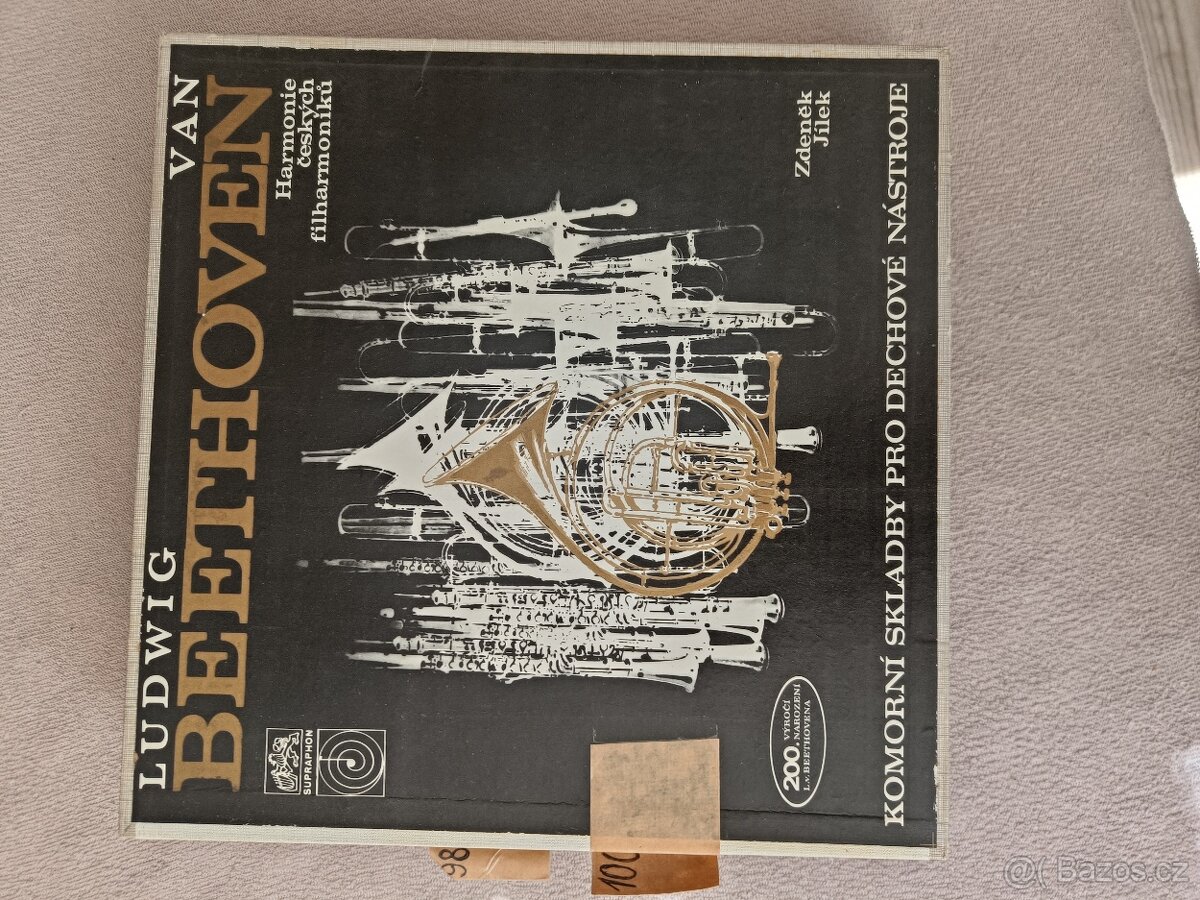 LUDWIG VAN
BEETHOVEN
Harmonie
českých
filharmoniků
SUPRAPHON
Zdeněk
Jílek
200. VÝROČÍ
NAROZENÍ
L.v. BEETHOVENA
KOMORNÍ SKLADBY PRO DECHOVÉ NÁSTROJE
98
100
@( Bazos.cz